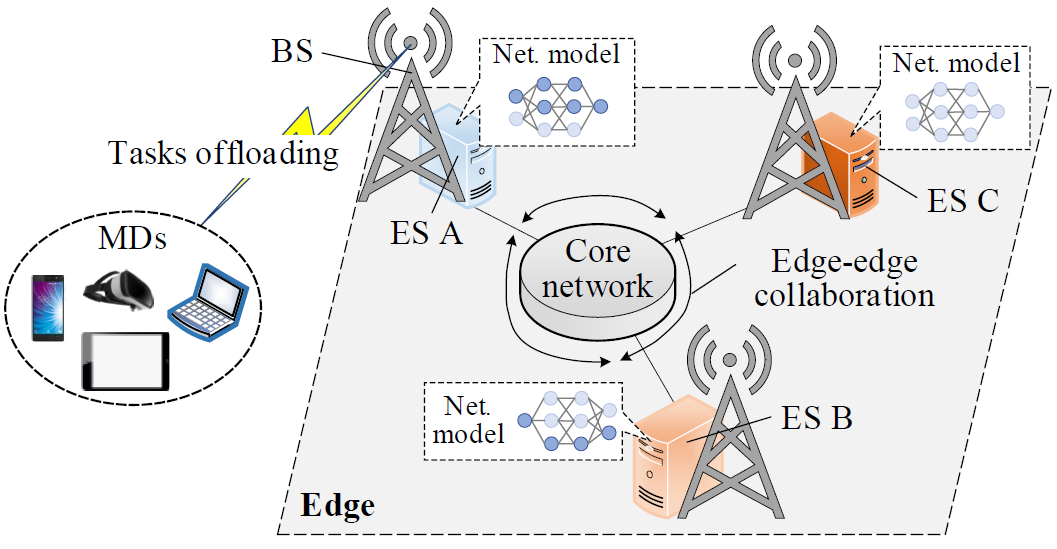 BS
Net. model
Net. model
Tasks offloading
ES A
ES C
MDs
Core
network
Edge-edge
collaboration
Net.
model
ES B
Edge